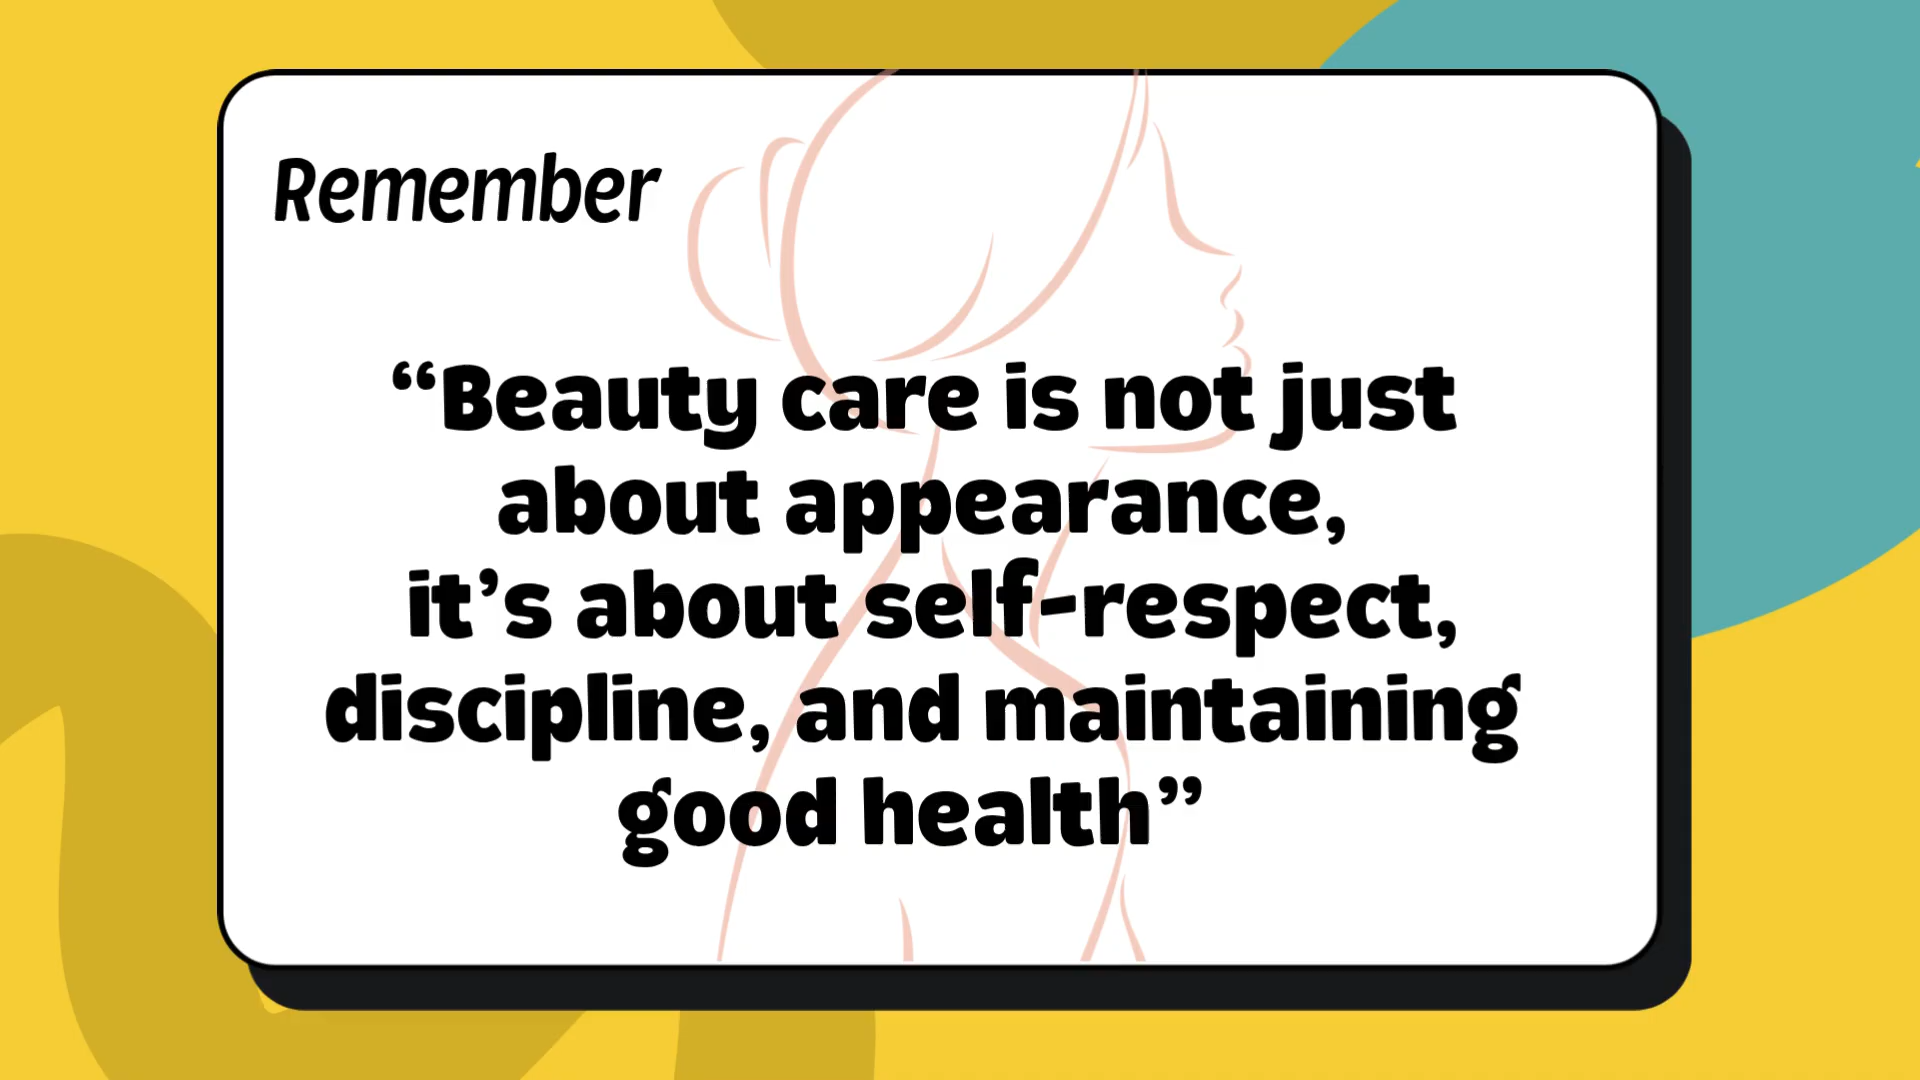 Remember
“Beauty care is not just
about appearance,
it’s about self-respect,
discipline, and maintaining
good health”